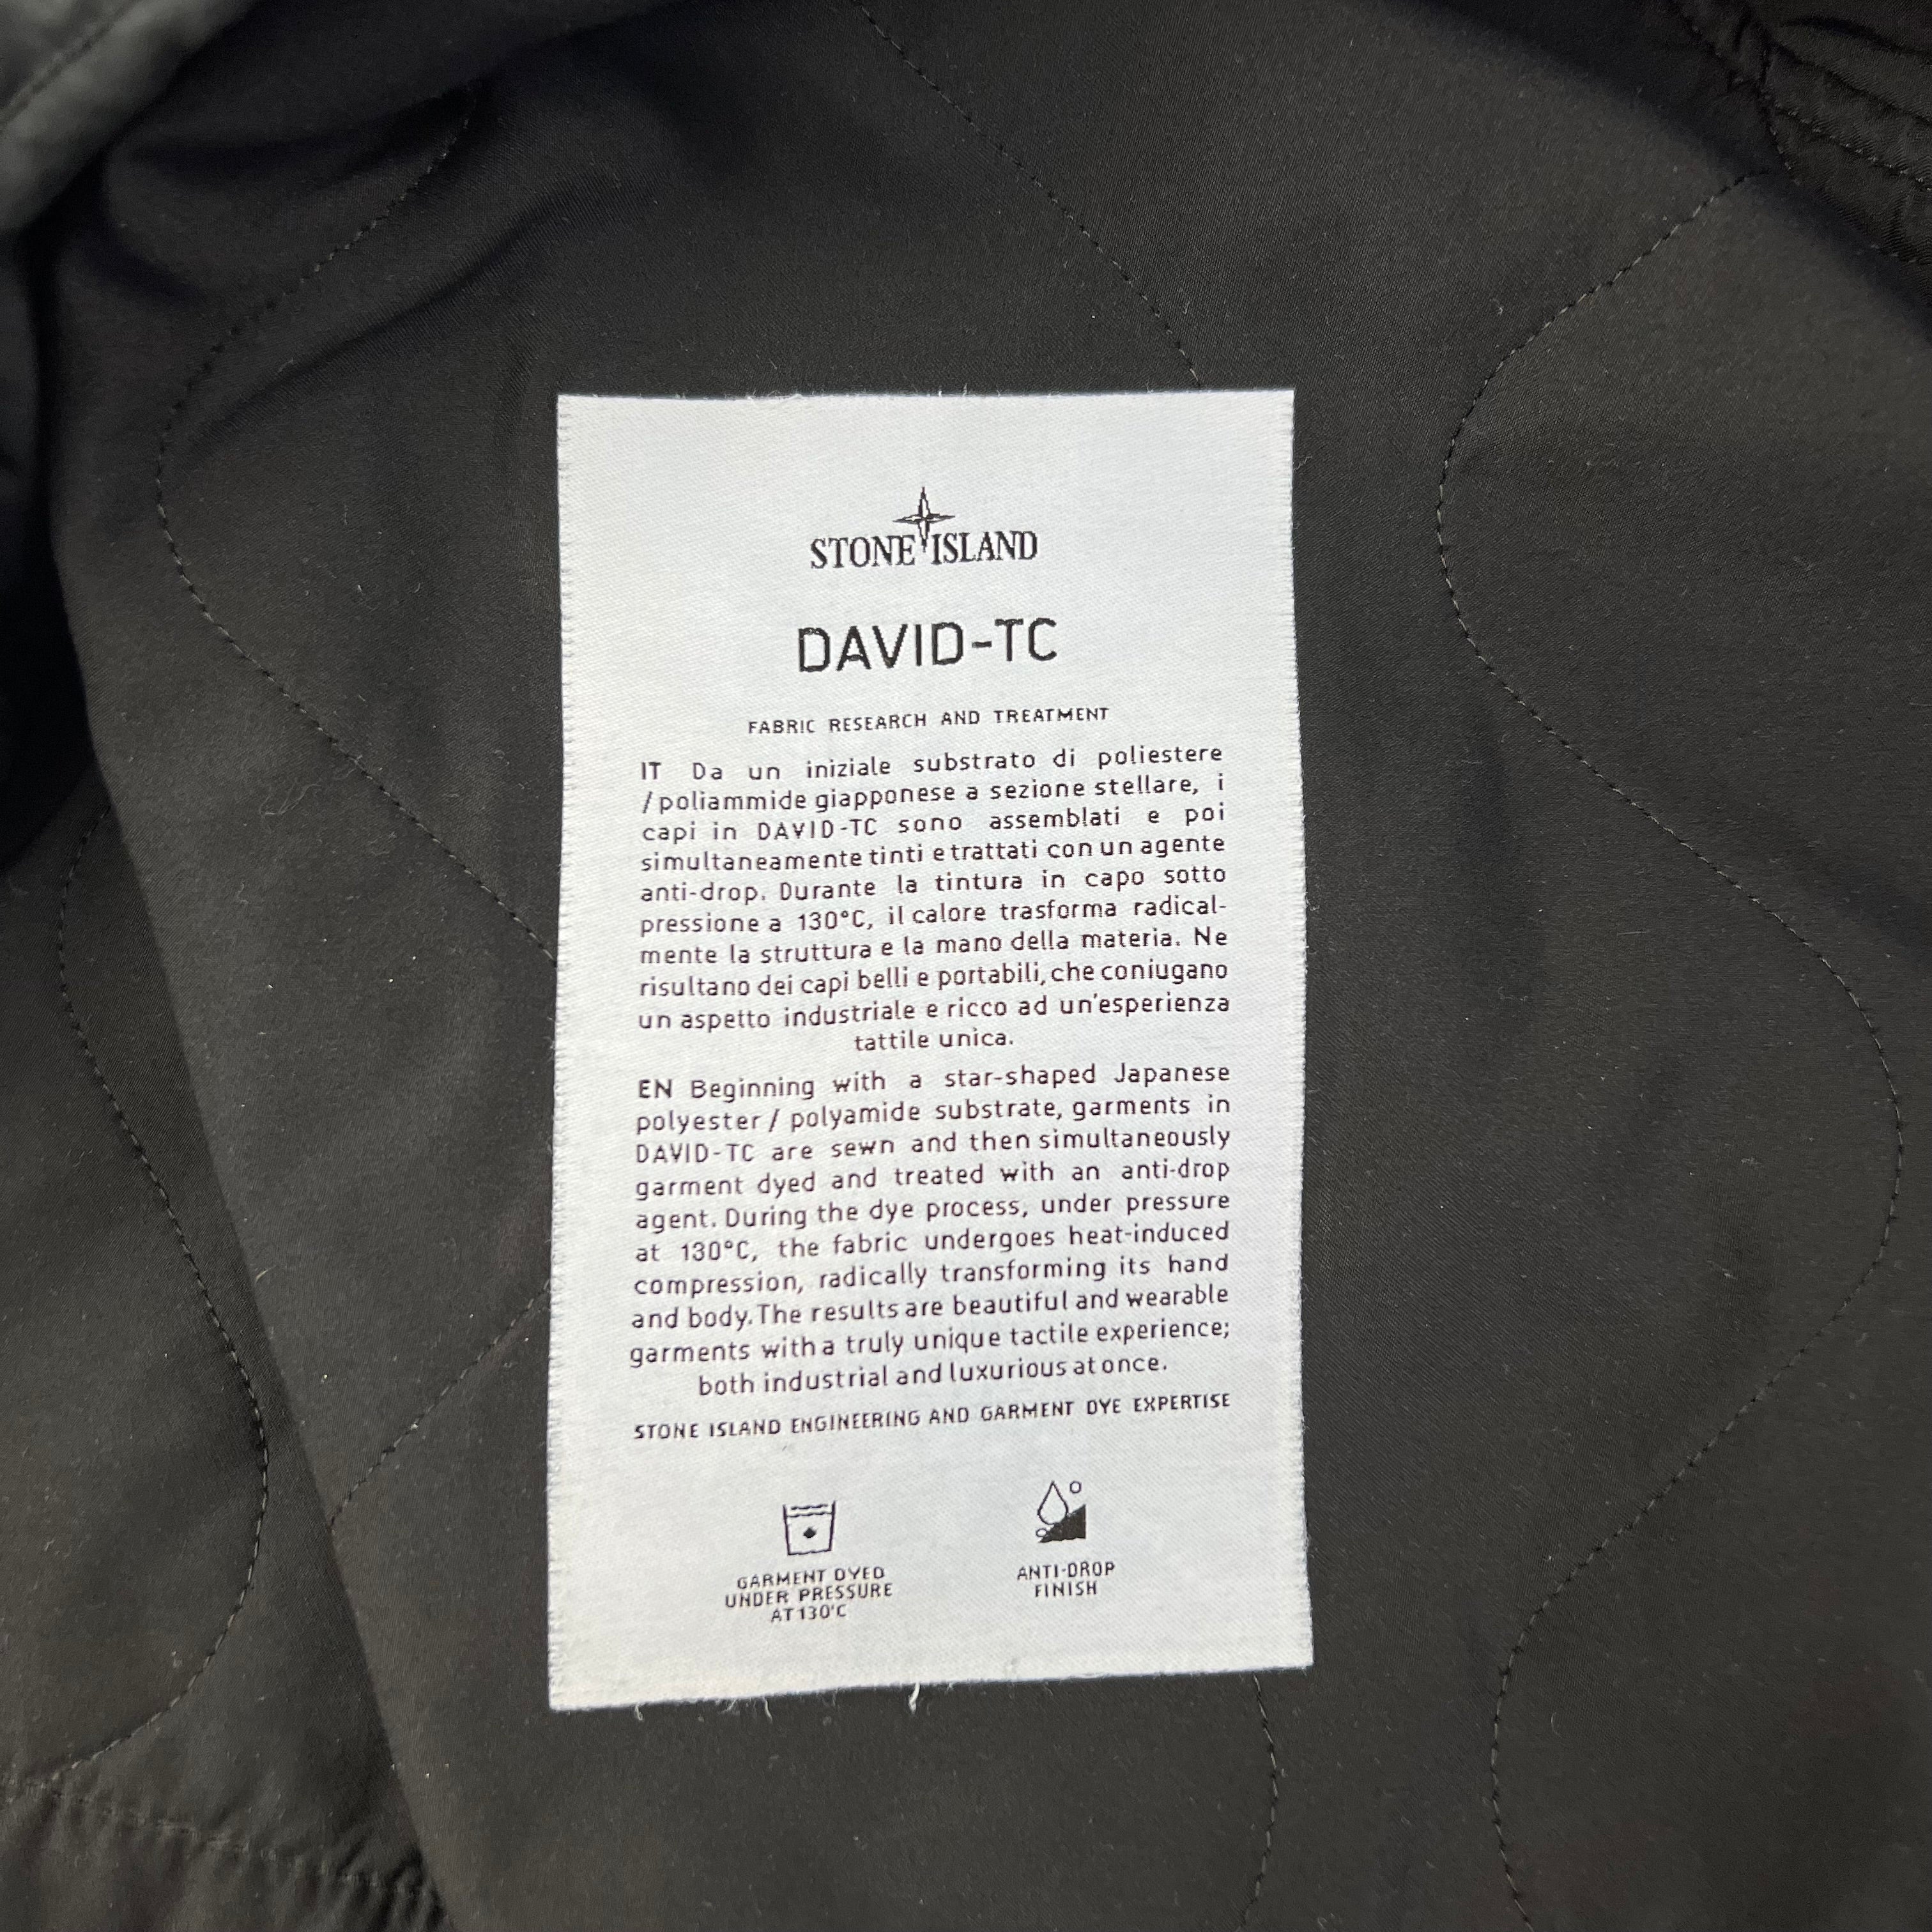 STONE ISLAND
DAVID-TC
FABRIC RESEARCH AND TREATMENT
IT Da un iniziale substrato di poliestere
/poliammide giapponese a sezione stellare, i
capi in DAVID-TC sono assemblati e poi
simultaneamente tinti e trattati con un agente
anti-drop. Durante la tintura in capo sotto
pressione a 130°C, il calore trasforma radical-
mente la struttura e la mano della materia. Ne
risultano dei capi belli e portabili, che coniugano
un aspetto industriale e ricco ad un'esperienza
tattile unica.
EN Beginning with a star-shaped Japanese
polyester / polyamide substrate, garments in
DAVID-TC are sewn and then simultaneously
garment dyed and treated with an anti-drop
agent. During the dye process, under pressure
at 130°C, the fabric undergoes heat-induced
compression, radically transforming its hand
and body. The results are beautiful and wearable
garments with a truly unique tactile experience;
both industrial and luxurious at once.
STONE ISLAND ENGINEERING AND GARMENT DYE EXPERTISE
GARMENT DYED
UNDER PRESSURE
AT 130°C
ANTI-DROP
FINISH